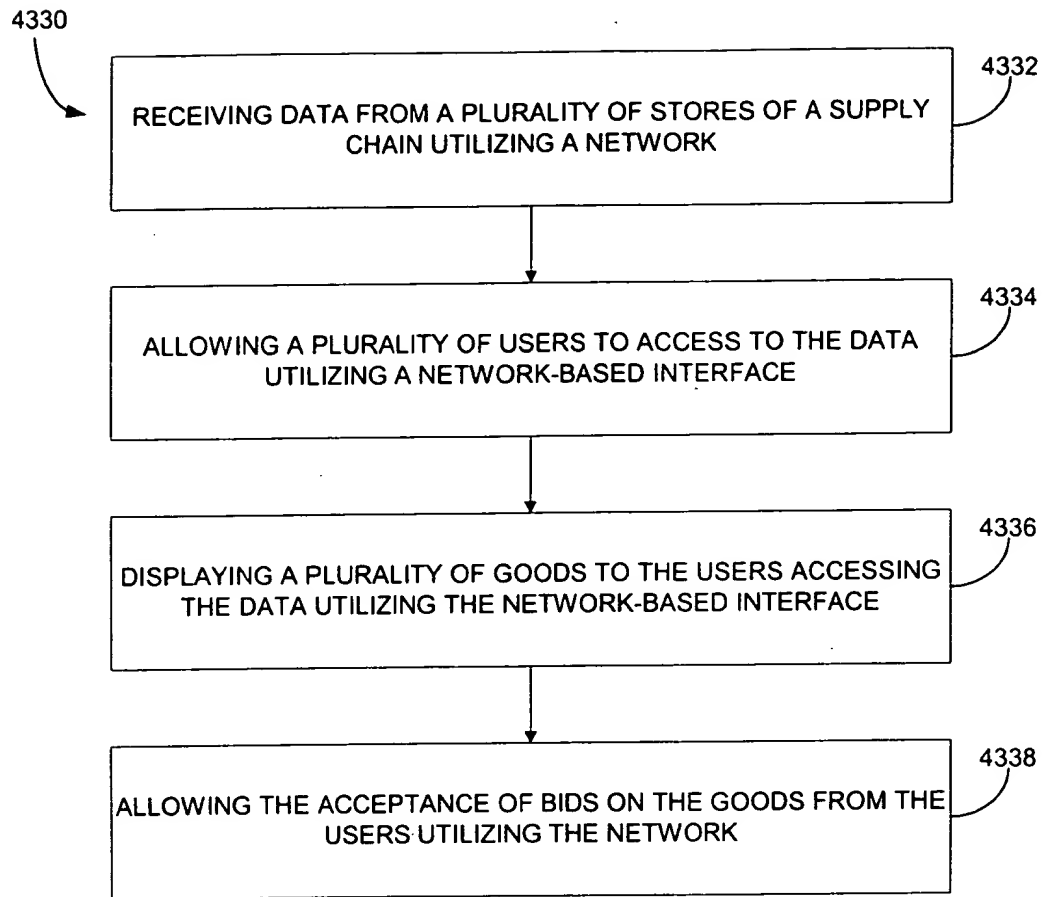 4330
4332
RECEIVING DATA FROM A PLURALITY OF STORES OF A SUPPLY
CHAIN UTILIZING A NETWORK
4334
ALLOWING A PLURALITY OF USERS TO ACCESS TO THE DATA
UTILIZING A NETWORK-BASED INTERFACE
4336
DISPLAYING A PLURALITY OF GOODS TO THE USERS ACCESSING
THE DATA UTILIZING THE NETWORK-BASED INTERFACE
4338
ALLOWING THE ACCEPTANCE OF BIDS ON THE GOODS FROM THE
USERS UTILIZING THE NETWORK